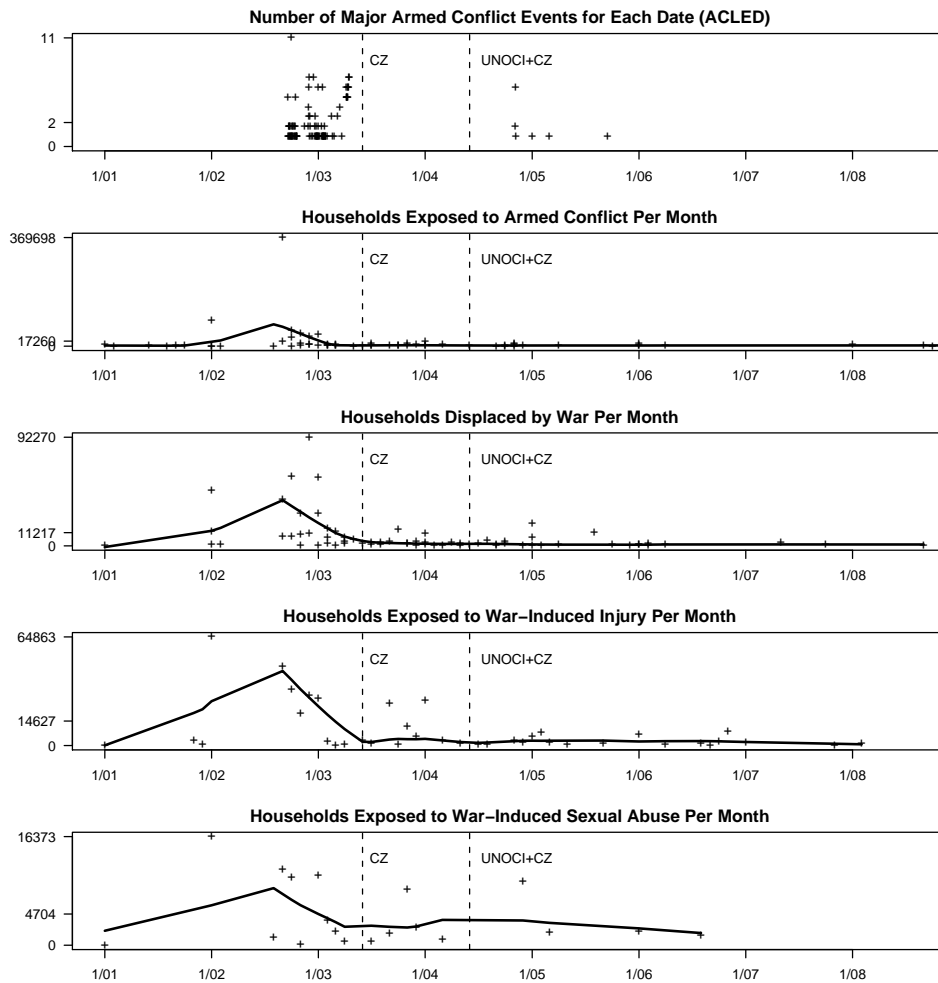 Number of Major Armed Conflict Events for Each Date (ACLED)
11
CZ
UNOCI+CZ
2
0
1/01 1/02 1/03 1/04 1/05 1/06 1/07 1/08
Households Exposed to Armed Conflict Per Month
369698
CZ
UNOCI+CZ
17260
0
1/01 1/02 1/03 1/04 1/05 1/06 1/07 1/08
Households Displaced by War Per Month
92270
CZ
UNOCI+CZ
11217
0
1/01 1/02 1/03 1/04 1/05 1/06 1/07 1/08
Households Exposed to War−Induced Injury Per Month
64863
CZ
UNOCI+CZ
14627
0
1/01 1/02 1/03 1/04 1/05 1/06 1/07 1/08
Households Exposed to War−Induced Sexual Abuse Per Month
16373
CZ
UNOCI+CZ
4704
0
1/01 1/02 1/03 1/04 1/05 1/06 1/07 1/08